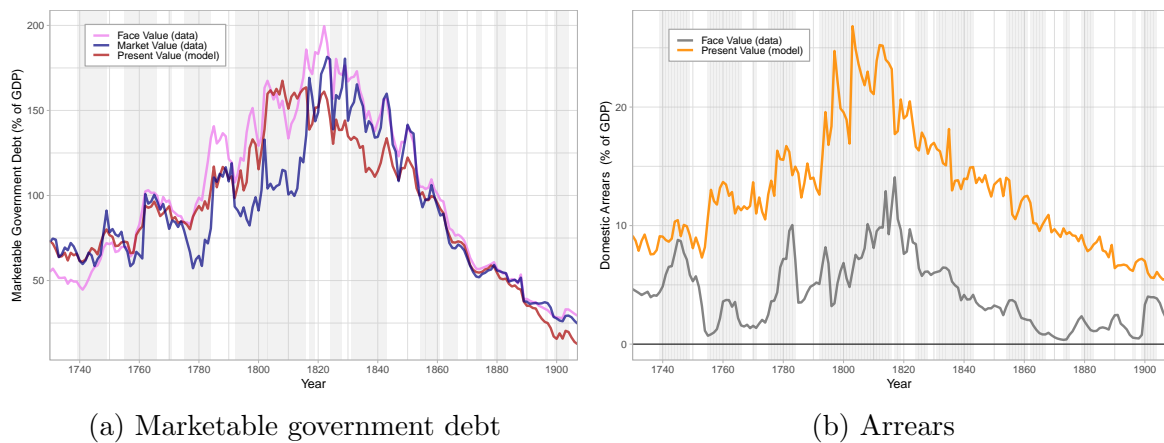 Marketable Government Debt (% of GDP)
200
150
100
50
Face Value (data)
Market Value (data)
Present Value (model)
1740
1760
1780
1800
1820
1840
1860
1880
1900
Year
(a) Marketable government debt
Domestic Arrears (% of GDP)
20
10
0
Face Value (data)
Present Value (model)
1740
1760
1780
1800
1820
1840
1860
1880
1900
Year
(b) Arrears